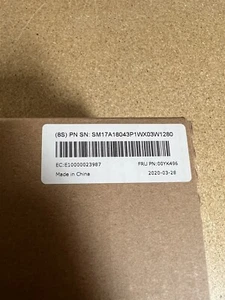 (8S) PN SN: SM17A18043P1WX03W1280
EC:E10000023987
FRU PN:00YK496
Made in China
2020-03-28